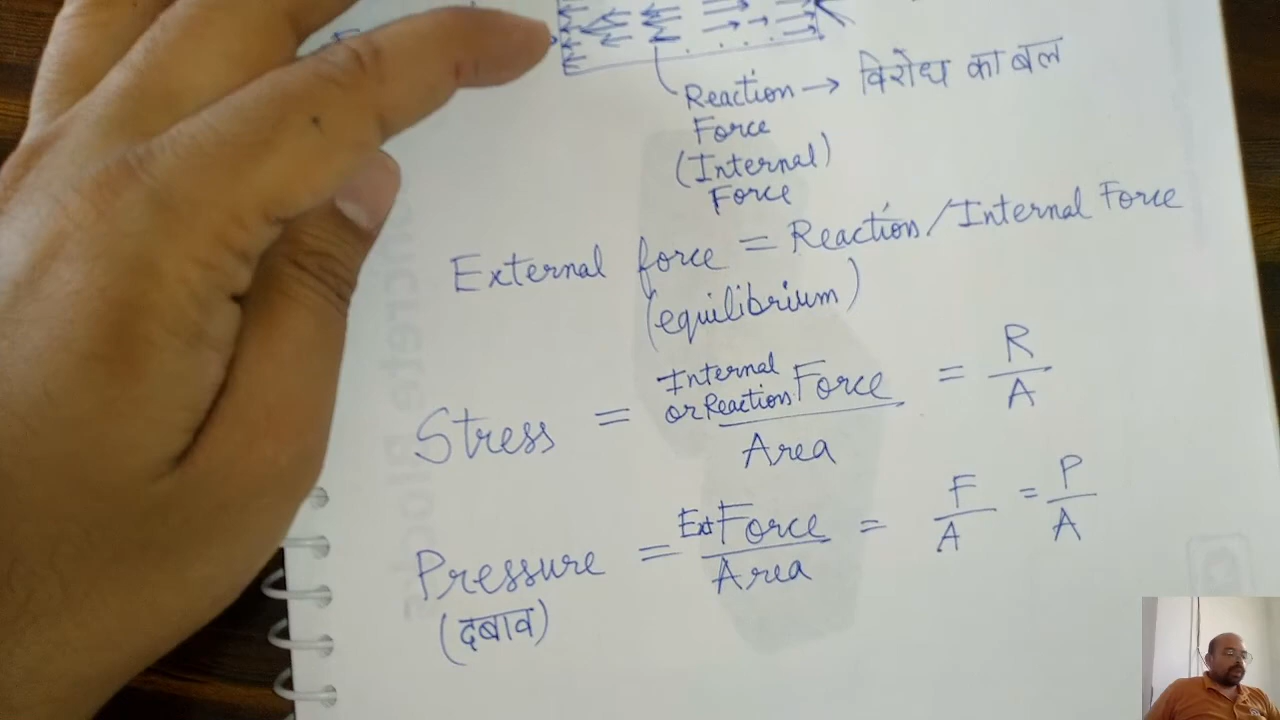 Reaction → विरोध का बल
Force
(Internal)
Force
External force = Reaction/Internal Force
(equilibrium)
Stress = Internal or Reaction Force / Area = R / A
Pressure = Ext Force / Area = F / A = P / A
(दबाव)